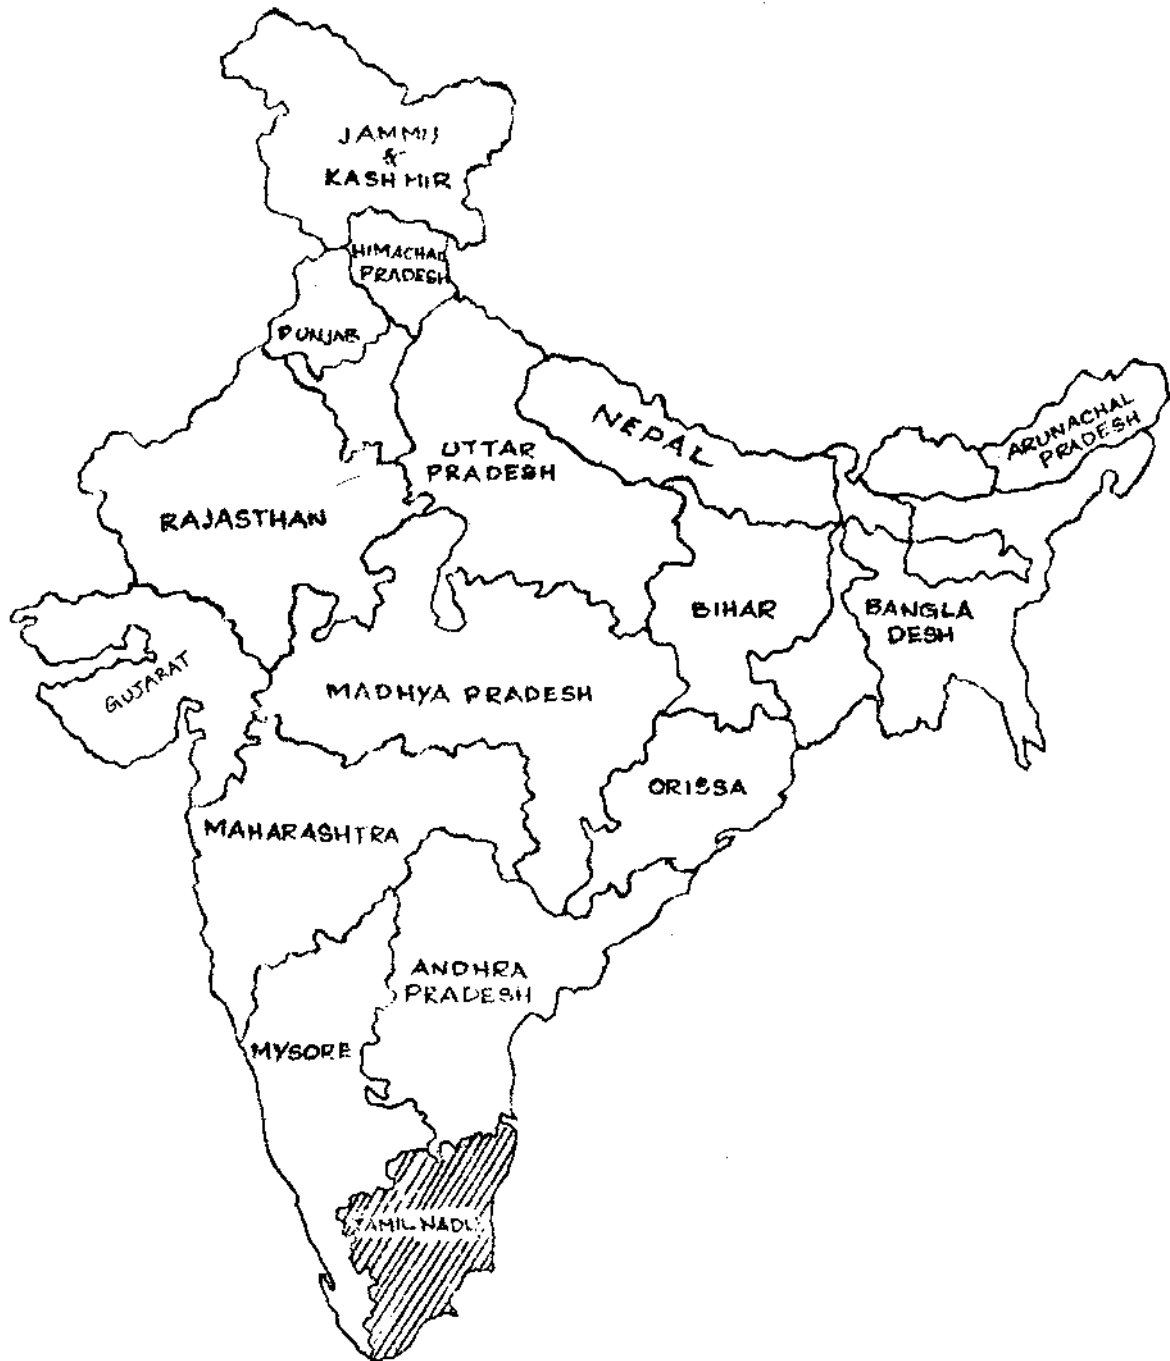 JAMMU
&
KASHMIR
HIMACHAL
PRADESH
PUNJAB
NEPAL
ARUNACHAL
PRADESH
UTTAR
PRADESH
RAJASTHAN
BIHAR
BANGLA
DESH
GUJARAT
MADHYA PRADESH
ORISSA
MAHARASHTRA
ANDHRA
PRADESH
MYSORE
TAMIL NADU